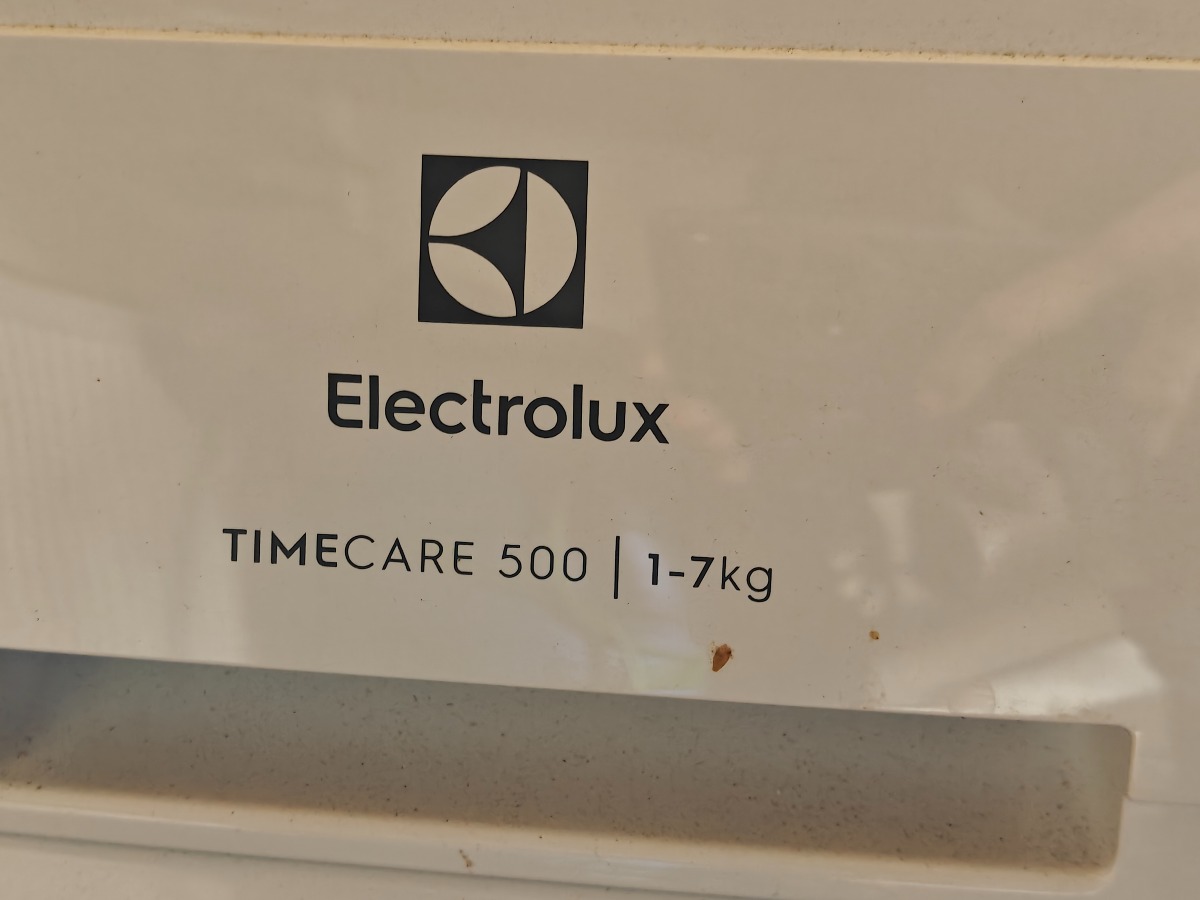 Electrolux
TIMECARE 500 | 1-7kg